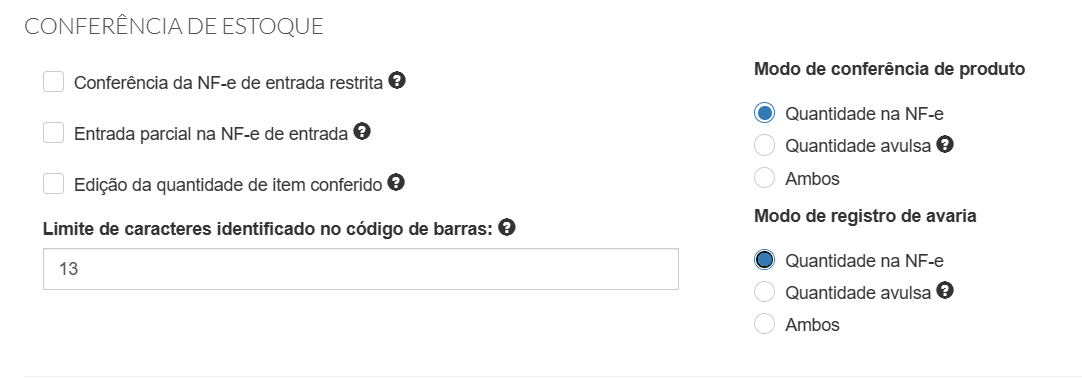 CONFERÊNCIA DE ESTOQUE
Conferência da NF-e de entrada restrita
Entrada parcial na NF-e de entrada
Edição da quantidade de item conferido
Limite de caracteres identificado no código de barras:
13
Modo de conferência de produto
Quantidade na NF-e
Quantidade avulsa
Ambos
Modo de registro de avaria
Quantidade na NF-e
Quantidade avulsa
Ambos